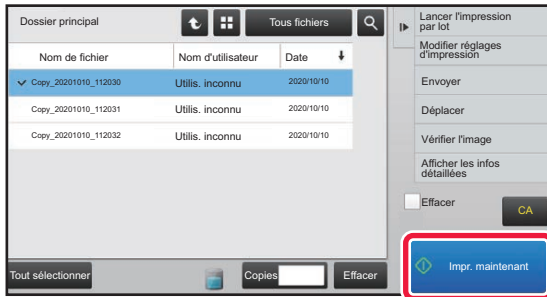 Dossier principal
Tous fichiers
Nom de fichier
Nom d'utilisateur
Date
Copy_20201010_112030
Utilis. inconnu
2020/10/10
Copy_20201010_112031
Utilis. inconnu
2020/10/10
Copy_20201010_112032
Utilis. inconnu
2020/10/10
Tout sélectionner
Copies
Effacer
Lancer l'impression
par lot
Modifier réglages
d'impression
Envoyer
Déplacer
Vérifier l'image
Afficher les infos
détaillées
Effacer
CA
Impr. maintenant